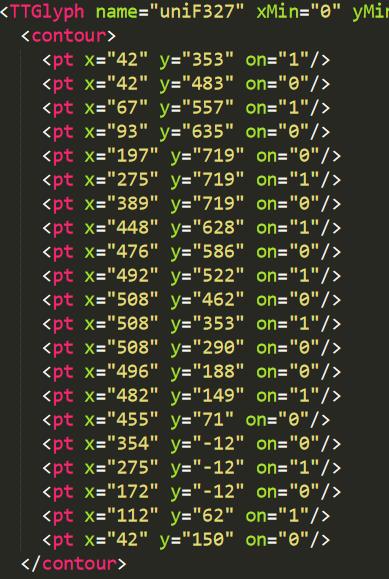 <TTGlyph name="uniF327" xMin="0" yMin
<contour>
<pt x="42" y="353" on="1"/>
<pt x="42" y="483" on="0"/>
<pt x="67" y="557" on="1"/>
<pt x="93" y="635" on="0"/>
<pt x="197" y="719" on="0"/>
<pt x="275" y="719" on="1"/>
<pt x="389" y="719" on="0"/>
<pt x="448" y="628" on="1"/>
<pt x="476" y="586" on="0"/>
<pt x="492" y="522" on="1"/>
<pt x="508" y="462" on="0"/>
<pt x="508" y="353" on="1"/>
<pt x="508" y="290" on="0"/>
<pt x="496" y="188" on="0"/>
<pt x="482" y="149" on="1"/>
<pt x="455" y="71" on="0"/>
<pt x="354" y="-12" on="0"/>
<pt x="275" y="-12" on="1"/>
<pt x="172" y="-12" on="0"/>
<pt x="112" y="62" on="1"/>
<pt x="42" y="150" on="0"/>
</contour>